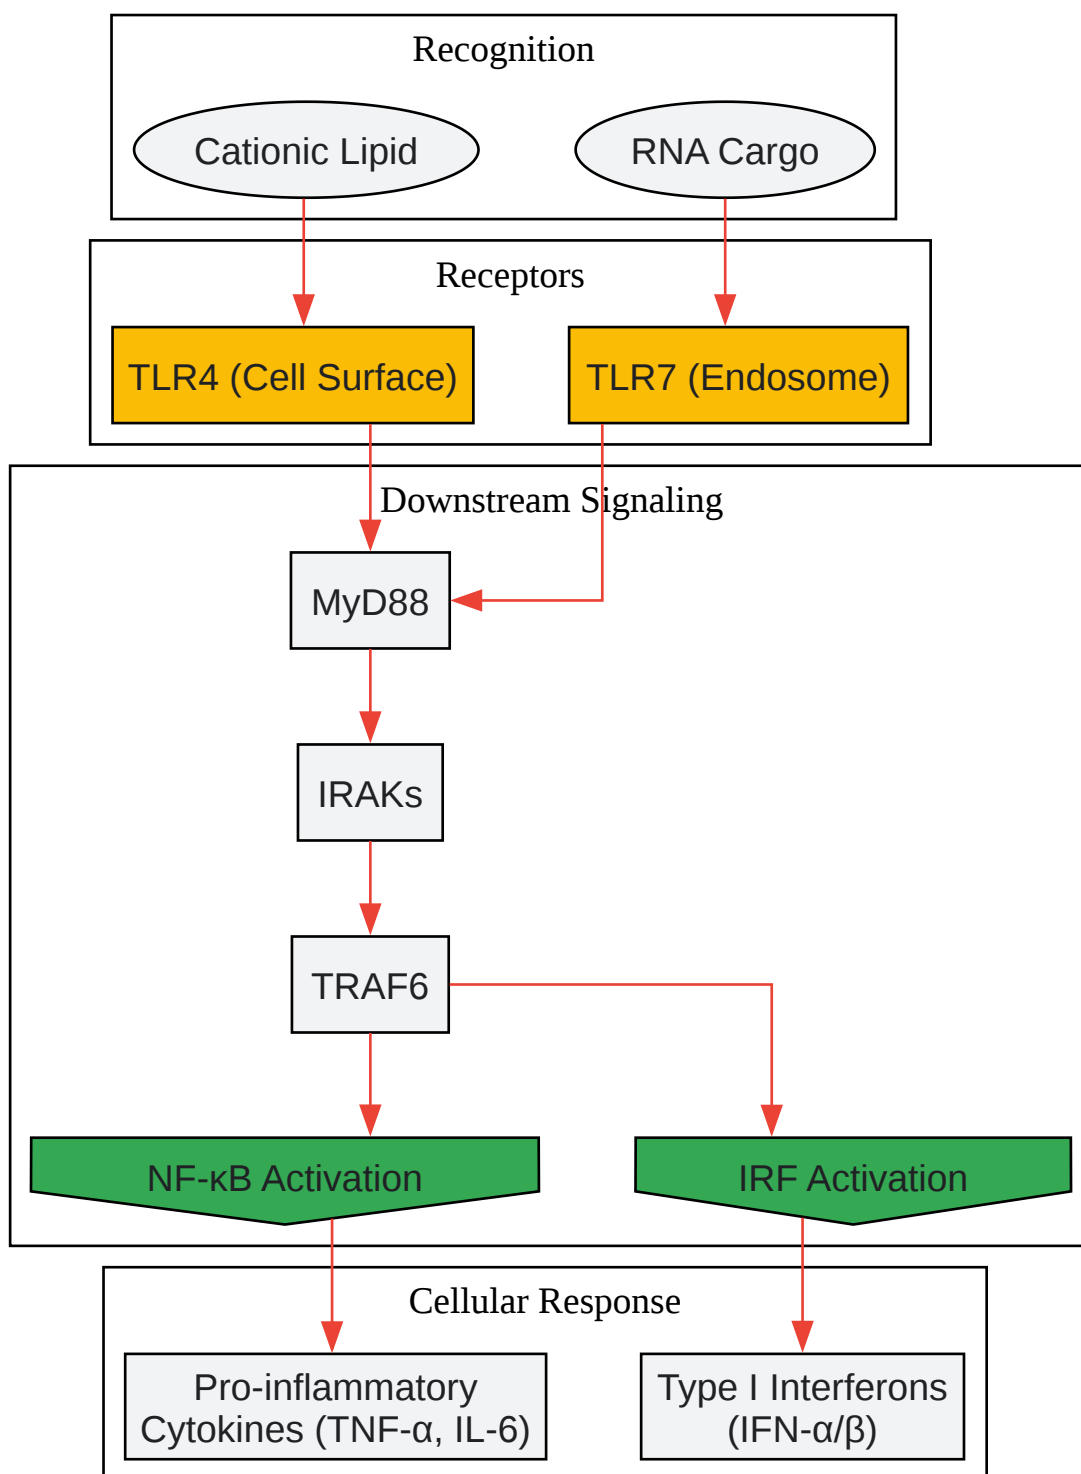 Recognition
Cationic Lipid
RNA Cargo
Receptors
TLR4 (Cell Surface)
TLR7 (Endosome)
Downstream Signaling
MyD88
IRAKs
TRAF6
NF-κB Activation
IRF Activation
Cellular Response
Pro-inflammatory
Cytokines (TNF-α, IL-6)
Type I Interferons
(IFN-α/β)